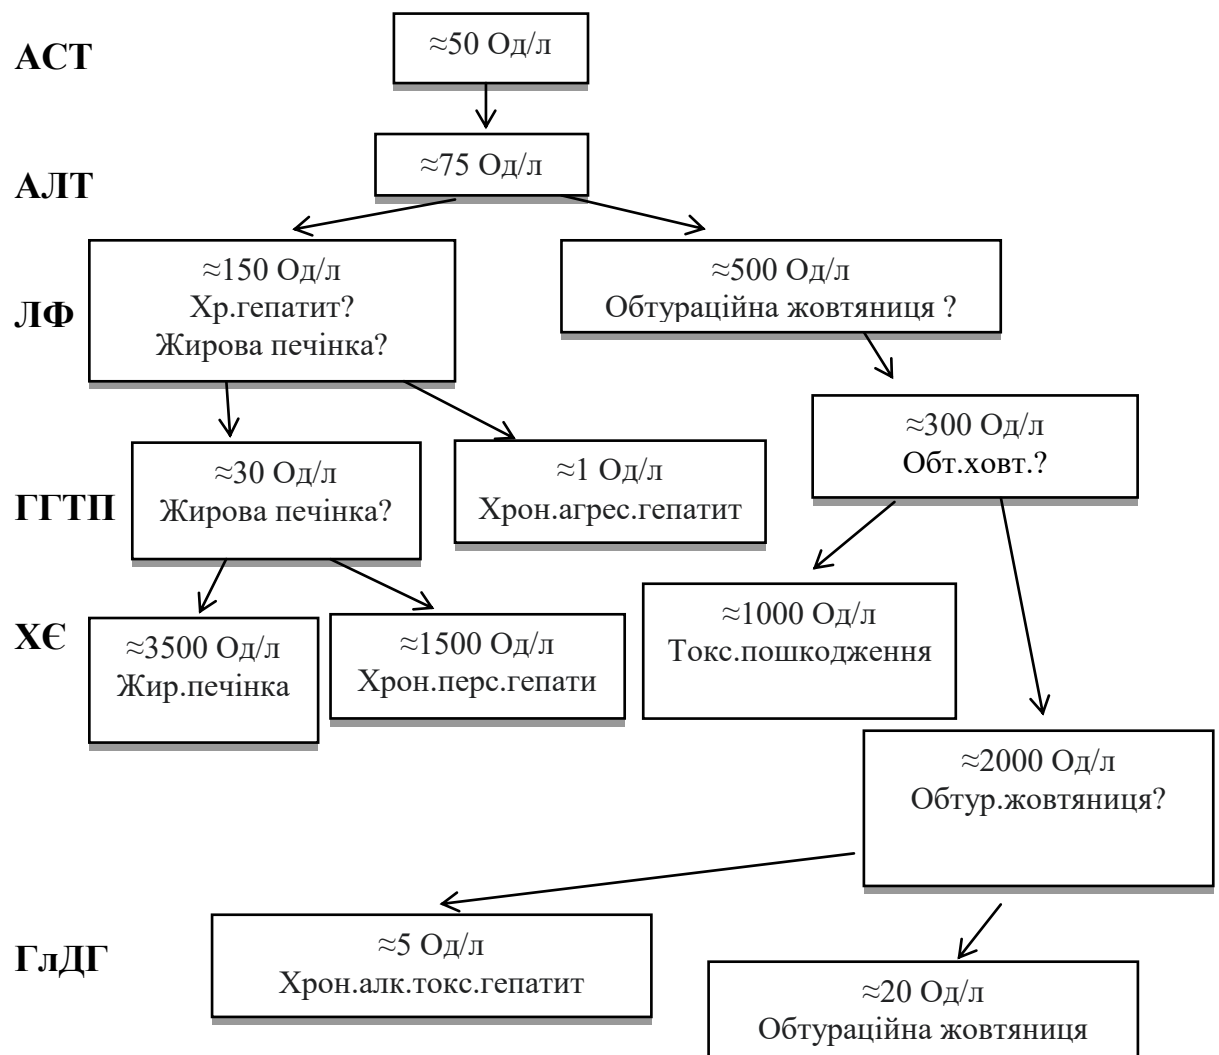 АСТ
≈50 Од/л
АЛТ
≈75 Од/л
ЛФ
≈150 Од/л
Хр.гепатит?
Жирова печінка?
≈500 Од/л
Обтураційна жовтяниця ?
ГГТП
≈30 Од/л
Жирова печінка?
≈1 Од/л
Хрон.агрес.гепатит
≈300 Од/л
Обт.ховт.?
ХЄ
≈3500 Од/л
Жир.печінка
≈1500 Од/л
Хрон.перс.гепати
≈1000 Од/л
Токс.пошкодження
≈2000 Од/л
Обтур.жовтяниця?
ГлДГ
≈5 Од/л
Хрон.алк.токс.гепатит
≈20 Од/л
Обтураційна жовтяниця